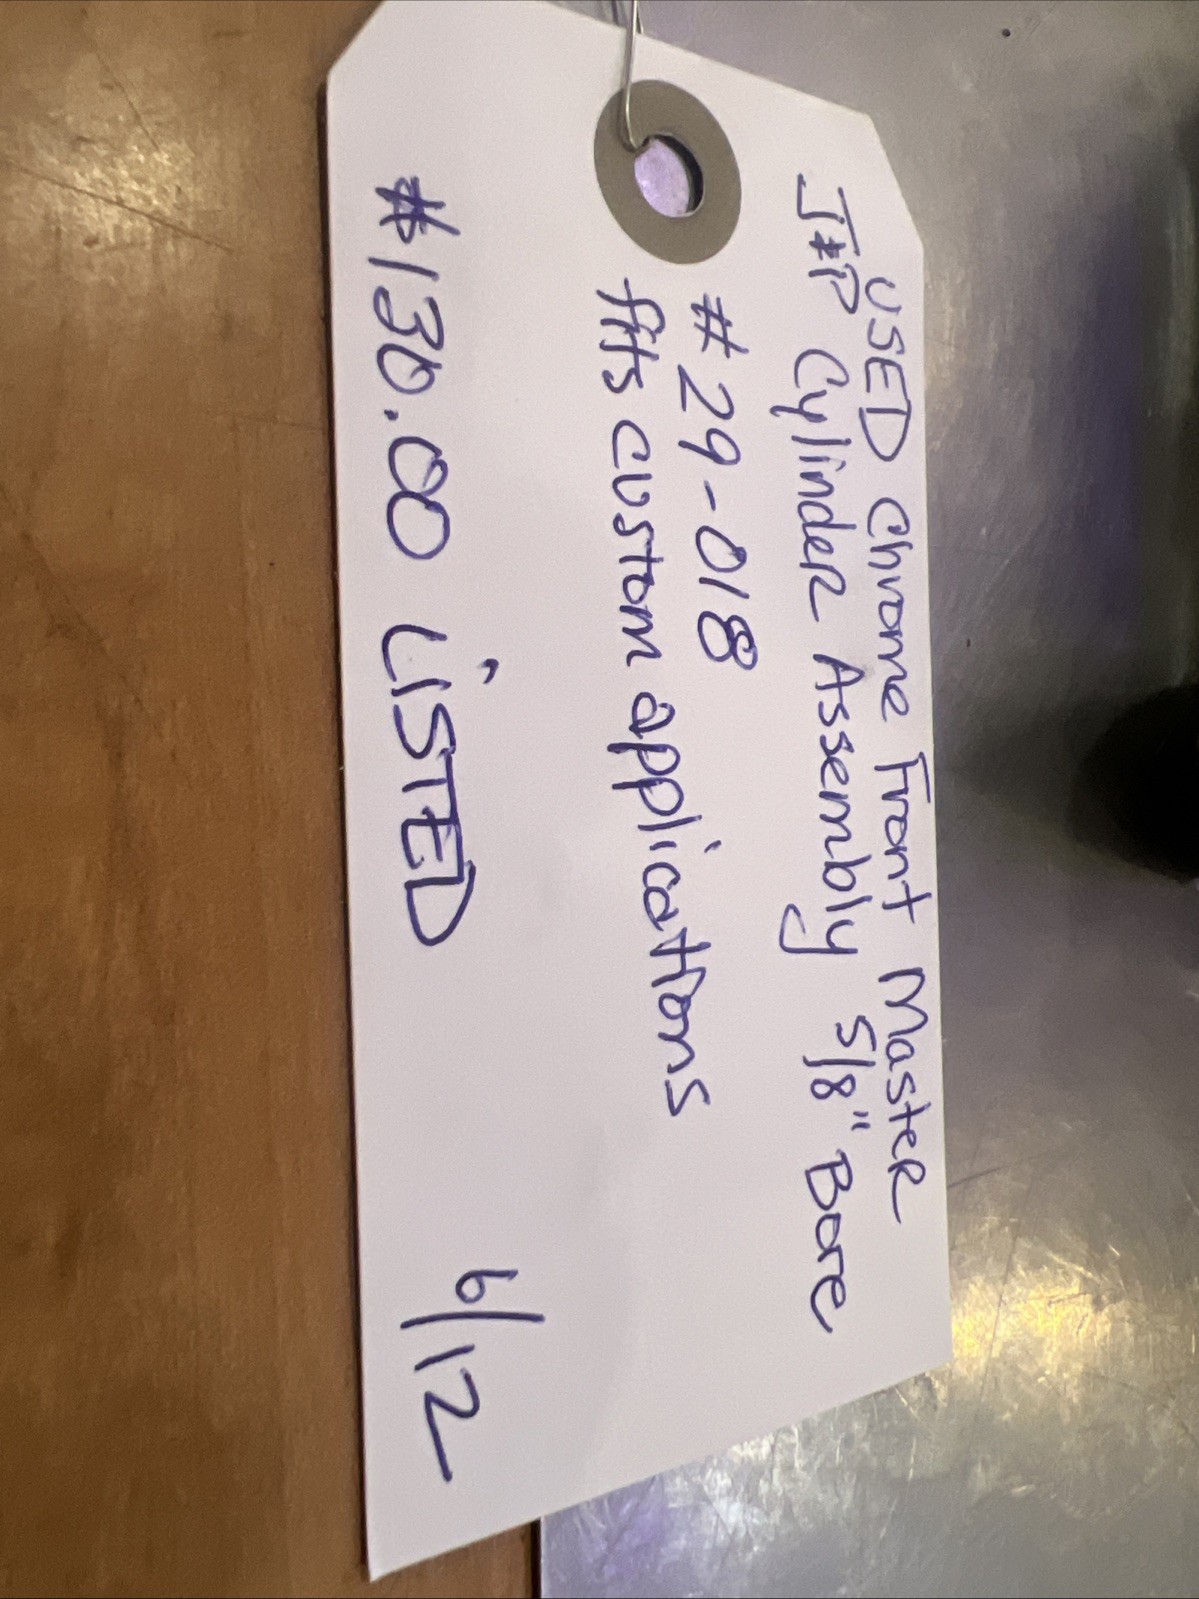 USED Chrome Front Master
J&P Cylinder Assembly 5/8" Bore
#29-018
fits custom applications
$130.00 LISTED
6/12